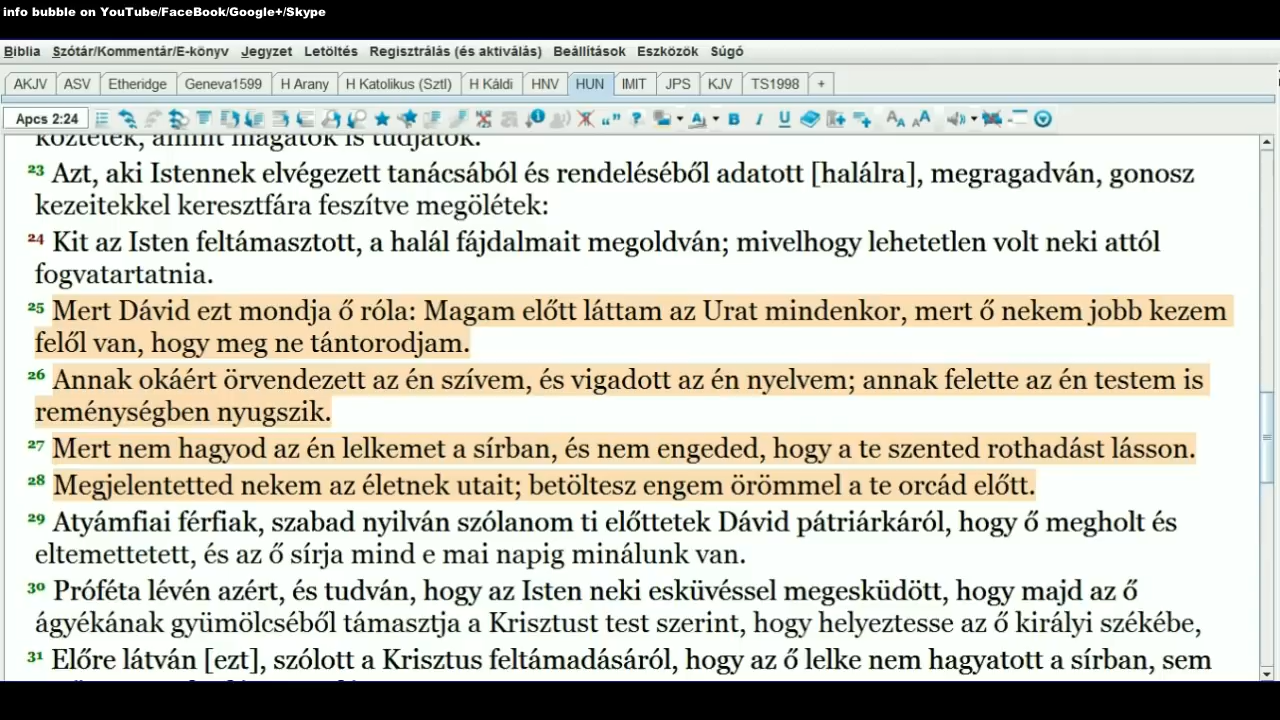 info bubble on YouTube/FaceBook/Google+/Skype
Biblia Szótár/Kommentár/E-könyv Jegyzet Letöltés Regisztrálás (és aktiválás) Beállítások Eszközök Súgó
AKJV ASV Etheridge Geneva1599 H Arany H Katolikus (Sztl) H Káldi HNV HUN IMIT JPS KJV TS1998 +
Apcs 2:24
köztetek, amint magatok is tudjátok:
23 Azt, aki Istennek elvégezett tanácsából és rendeléséből adatott [halálra], megragadván, gonosz
kezeitekkel keresztfára feszítve megölétek:
24 Kit az Isten feltámasztott, a halál fájdalmait megoldván; mivelhogy lehetetlen volt neki attól
fogvatartatnia.
25 Mert Dávid ezt mondja ő róla: Magam előtt láttam az Urat mindenkor, mert ő nekem jobb kezem
felől van, hogy meg ne tántorodjam.
26 Annak okáért örvendezett az én szívem, és vigadott az én nyelvem; annak felette az én testem is
reménységben nyugszik.
27 Mert nem hagyod az én lelkemet a sírban, és nem engeded, hogy a te szented rothadást lásson.
28 Megjelentetted nekem az életnek utait; betöltesz engem örömmel a te orcád előtt.
29 Atyámfiai férfiak, szabad nyilván szólanom ti előttetek Dávid pátriárkáról, hogy ő megholt és
eltemettetett, és az ő sírja mind e mai napig minálunk van.
30 Próféta lévén azért, és tudván, hogy az Isten neki esküvéssel megesküdött, hogy majd az ő
ágyékának gyümölcséből támasztja a Krisztust test szerint, hogy helyeztesse az ő királyi székébe,
31 Előre látván [ezt], szólott a Krisztus feltámadásáról, hogy az ő lelke nem hagyatott a sírban, sem